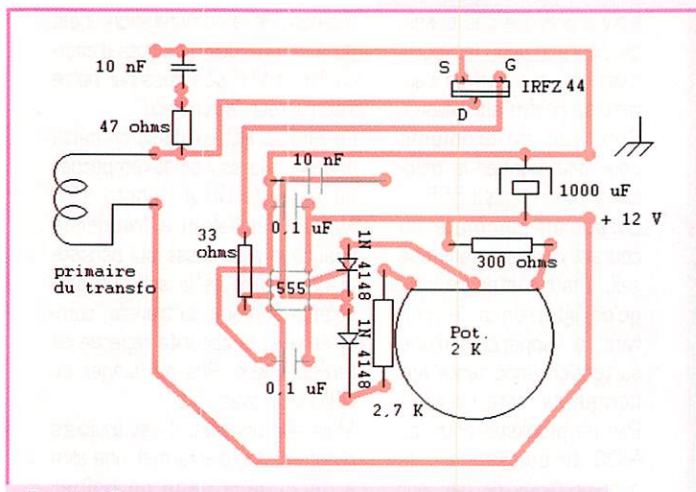 10 nF
S
G
IRFZ 44
D
47 ohms
10 nF
1000 uF
+ 12 V
0,1 uF
33
ohms
1N
4148
300 ohms
primaire
du transfo
555
1N
4148
Pot
2 K
0,1 uF
2,7 K